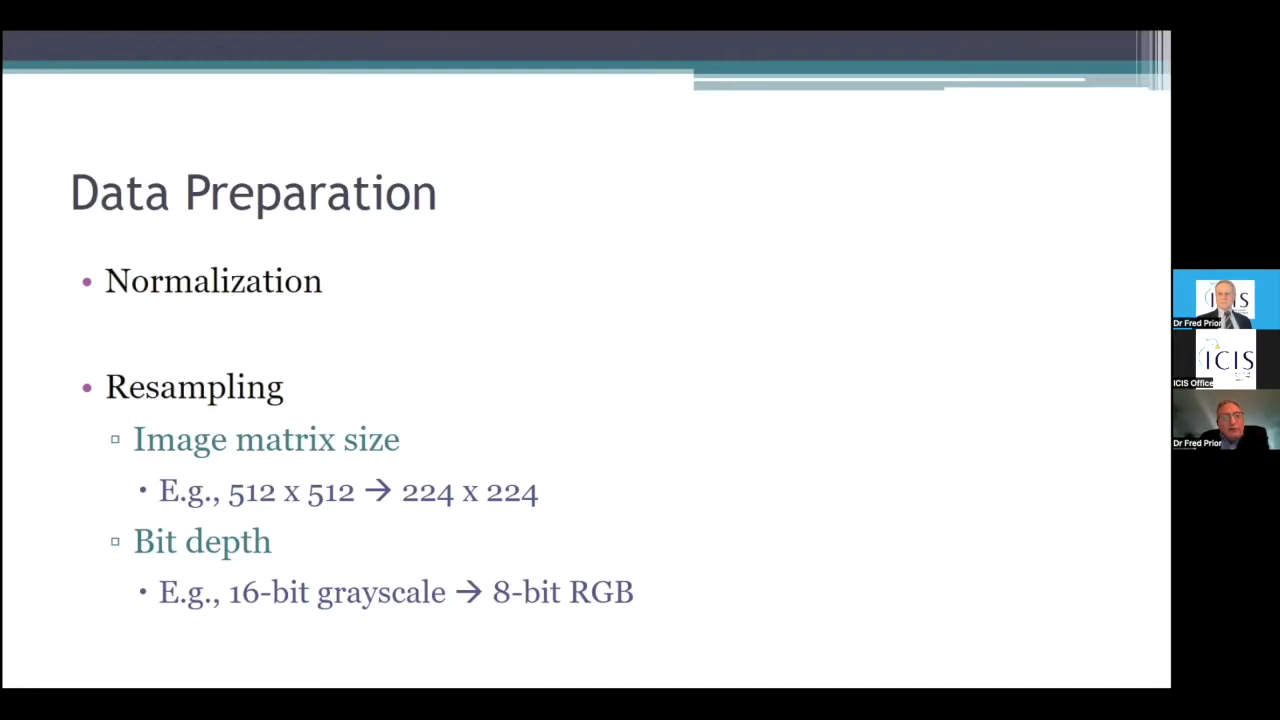 Data Preparation
• Normalization
• Resampling
▫ Image matrix size
• E.g., 512 x 512 → 224 x 224
▫ Bit depth
• E.g., 16-bit grayscale → 8-bit RGB
Dr Fred Prior
ICIS
ICIS Office
Dr Fred Prior